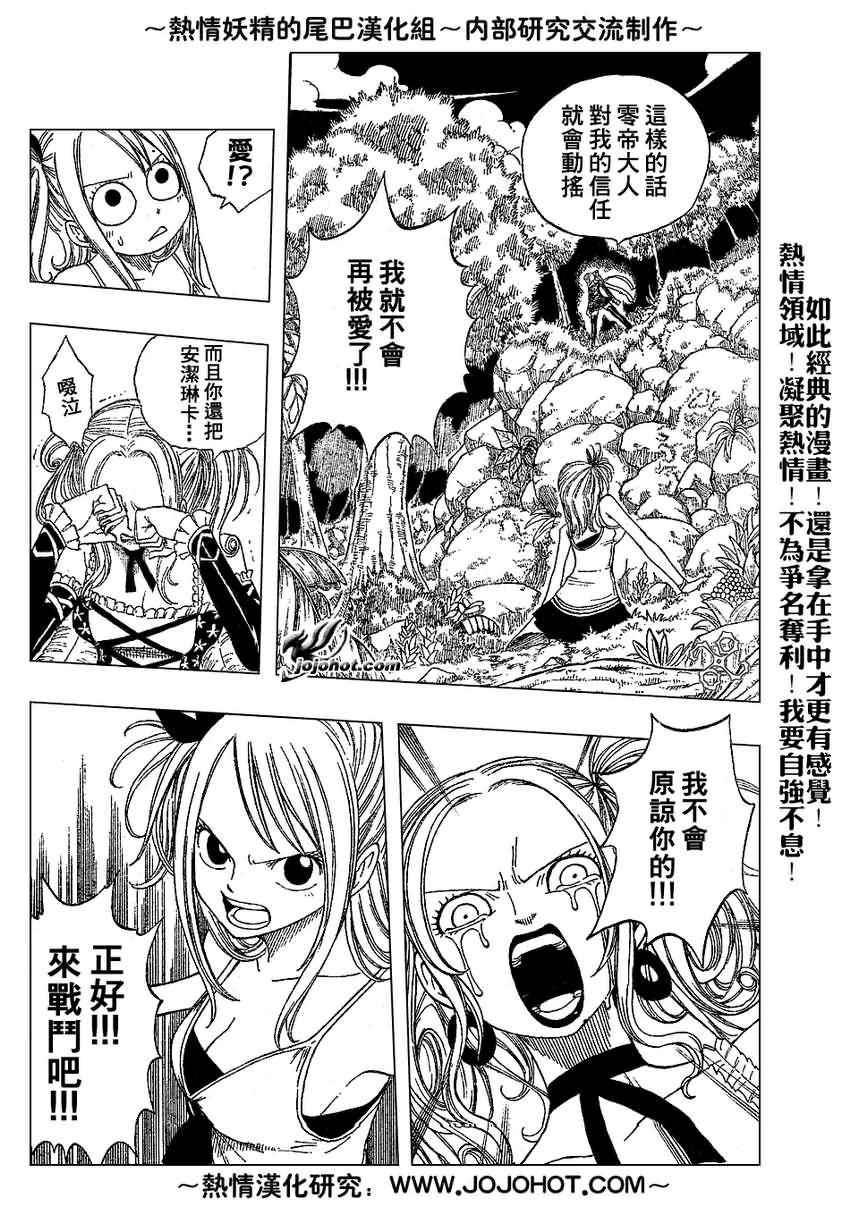 ～熱情妖精的尾巴漢化組～内部研究交流制作～
這樣的話
零帝大人
對我的信任
就會動搖
我就不會
再被愛了!!!
愛!?
而且你還把
安潔琳卡…
啜泣
jojohot.com
我不會
原諒你的!!!
正好!!!
來戰鬥吧!!!
如此經典的漫畫！還是拿在手中才更有感覺！
熱情領域！凝聚熱情！不為爭名奪利！我要自強不息！
～熱情漢化研究：WWW.JOJOHOT.COM～